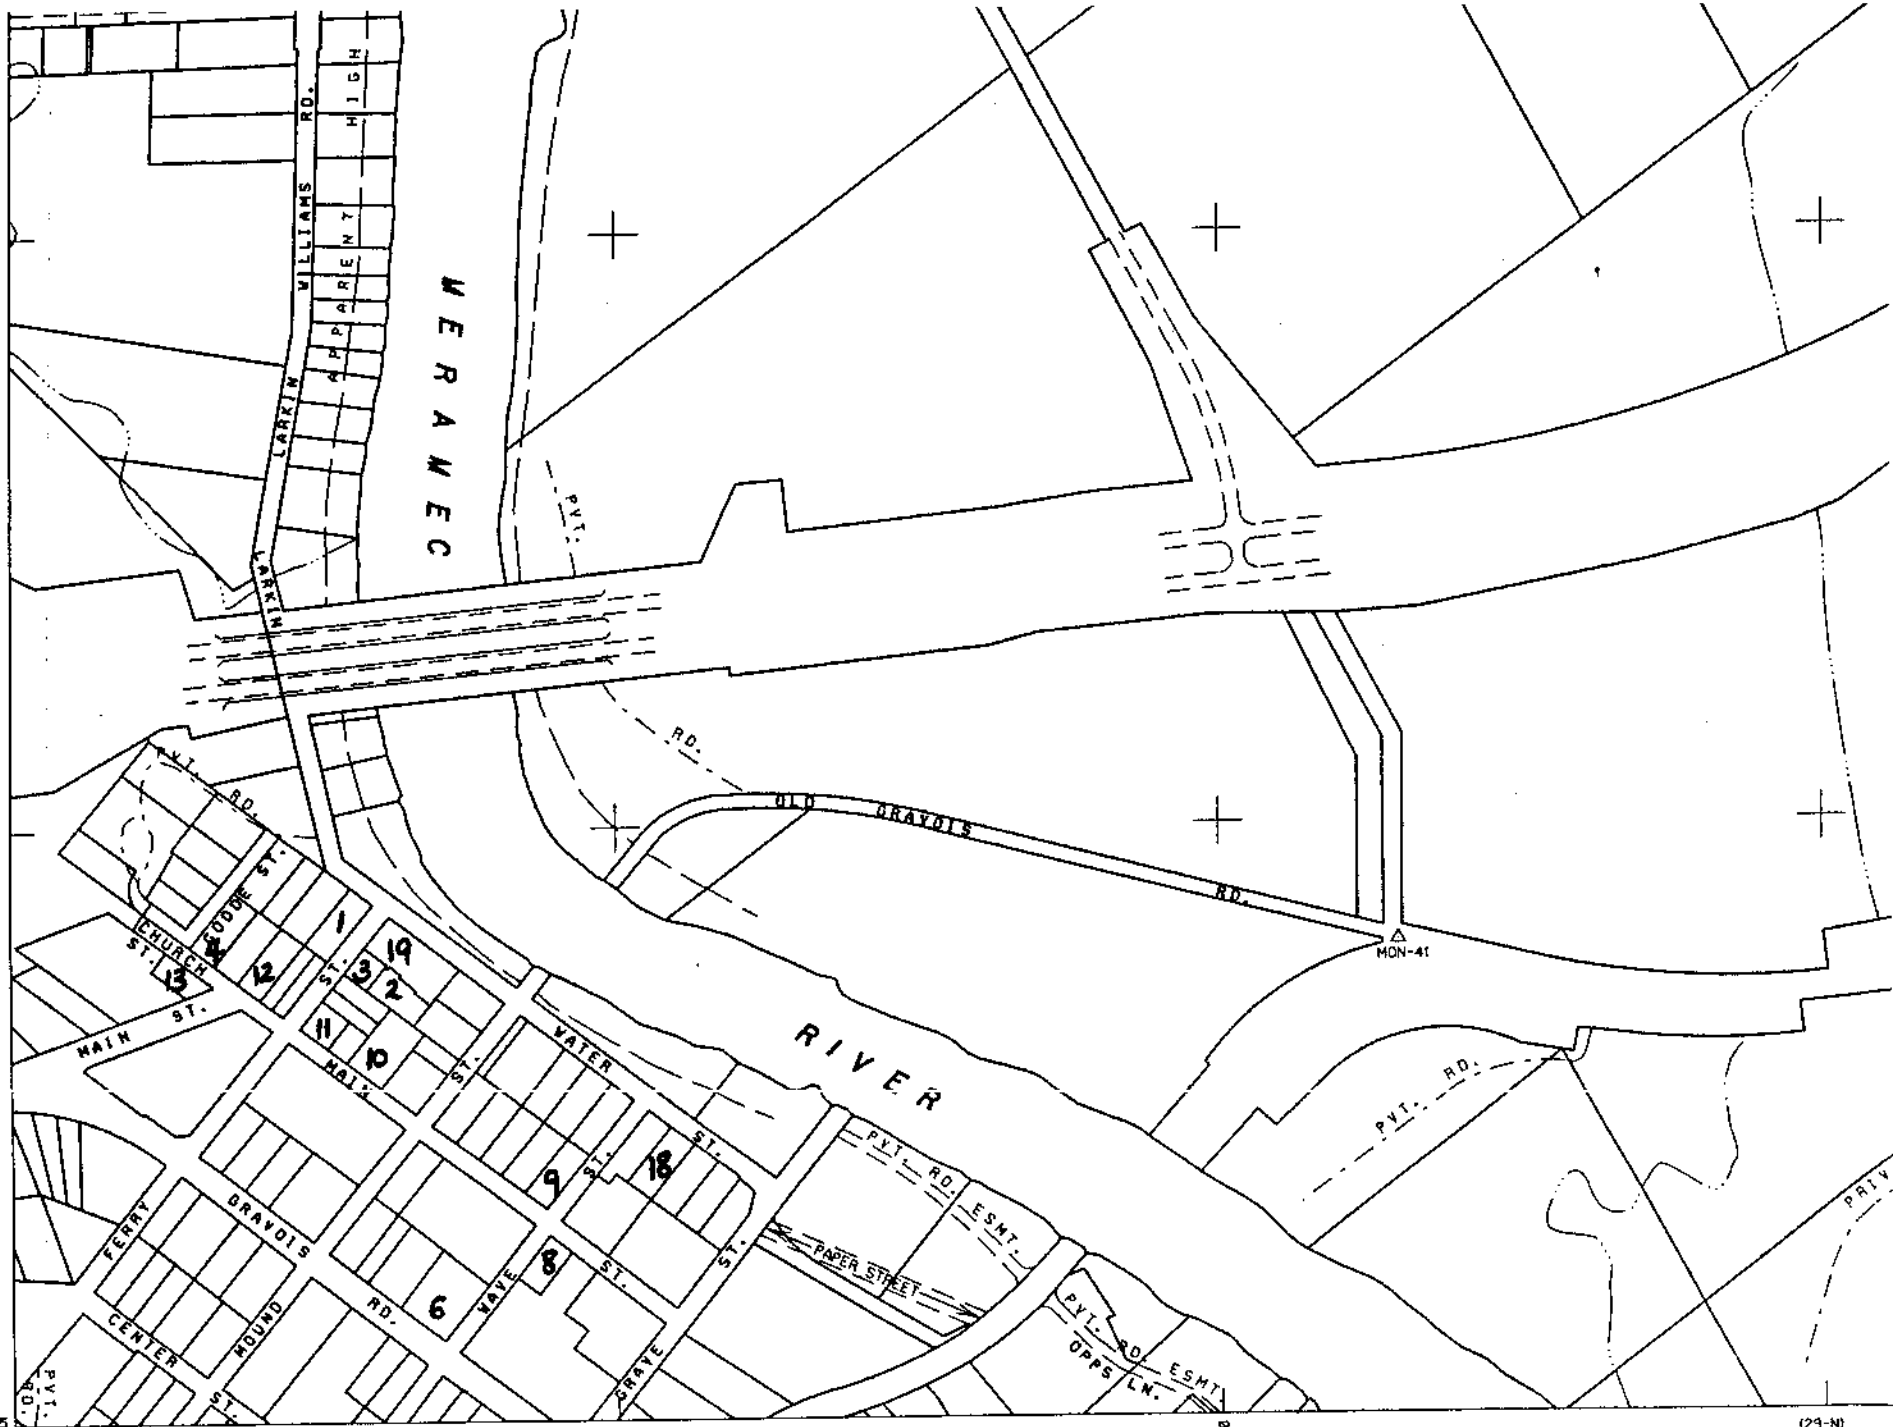 HIGH
APPARENT
WILLIAMS RD.
LARKIN
LARKIN
MERAMEC
PVT.
RD.
PVT.
RD.
OLD GRAVOIS RD.
MON-41
GODDE ST.
CHURCH
ST.
1
19
3
2
12
13
ST.
11
10
MAIN ST.
MAIN
ST.
WATER ST.
RIVER
9
ST.
18
8
6
ST.
WAVE
FERRY
GRAVOIS RD.
MOUND
CENTER ST.
GRAVE
ST.
PVT. RD. ESMT.
PAPER STREET
PVT. RD. ESMT.
OPPS LN.
PVT. RD.
PRIV
PVT.
RD.
(29-N)